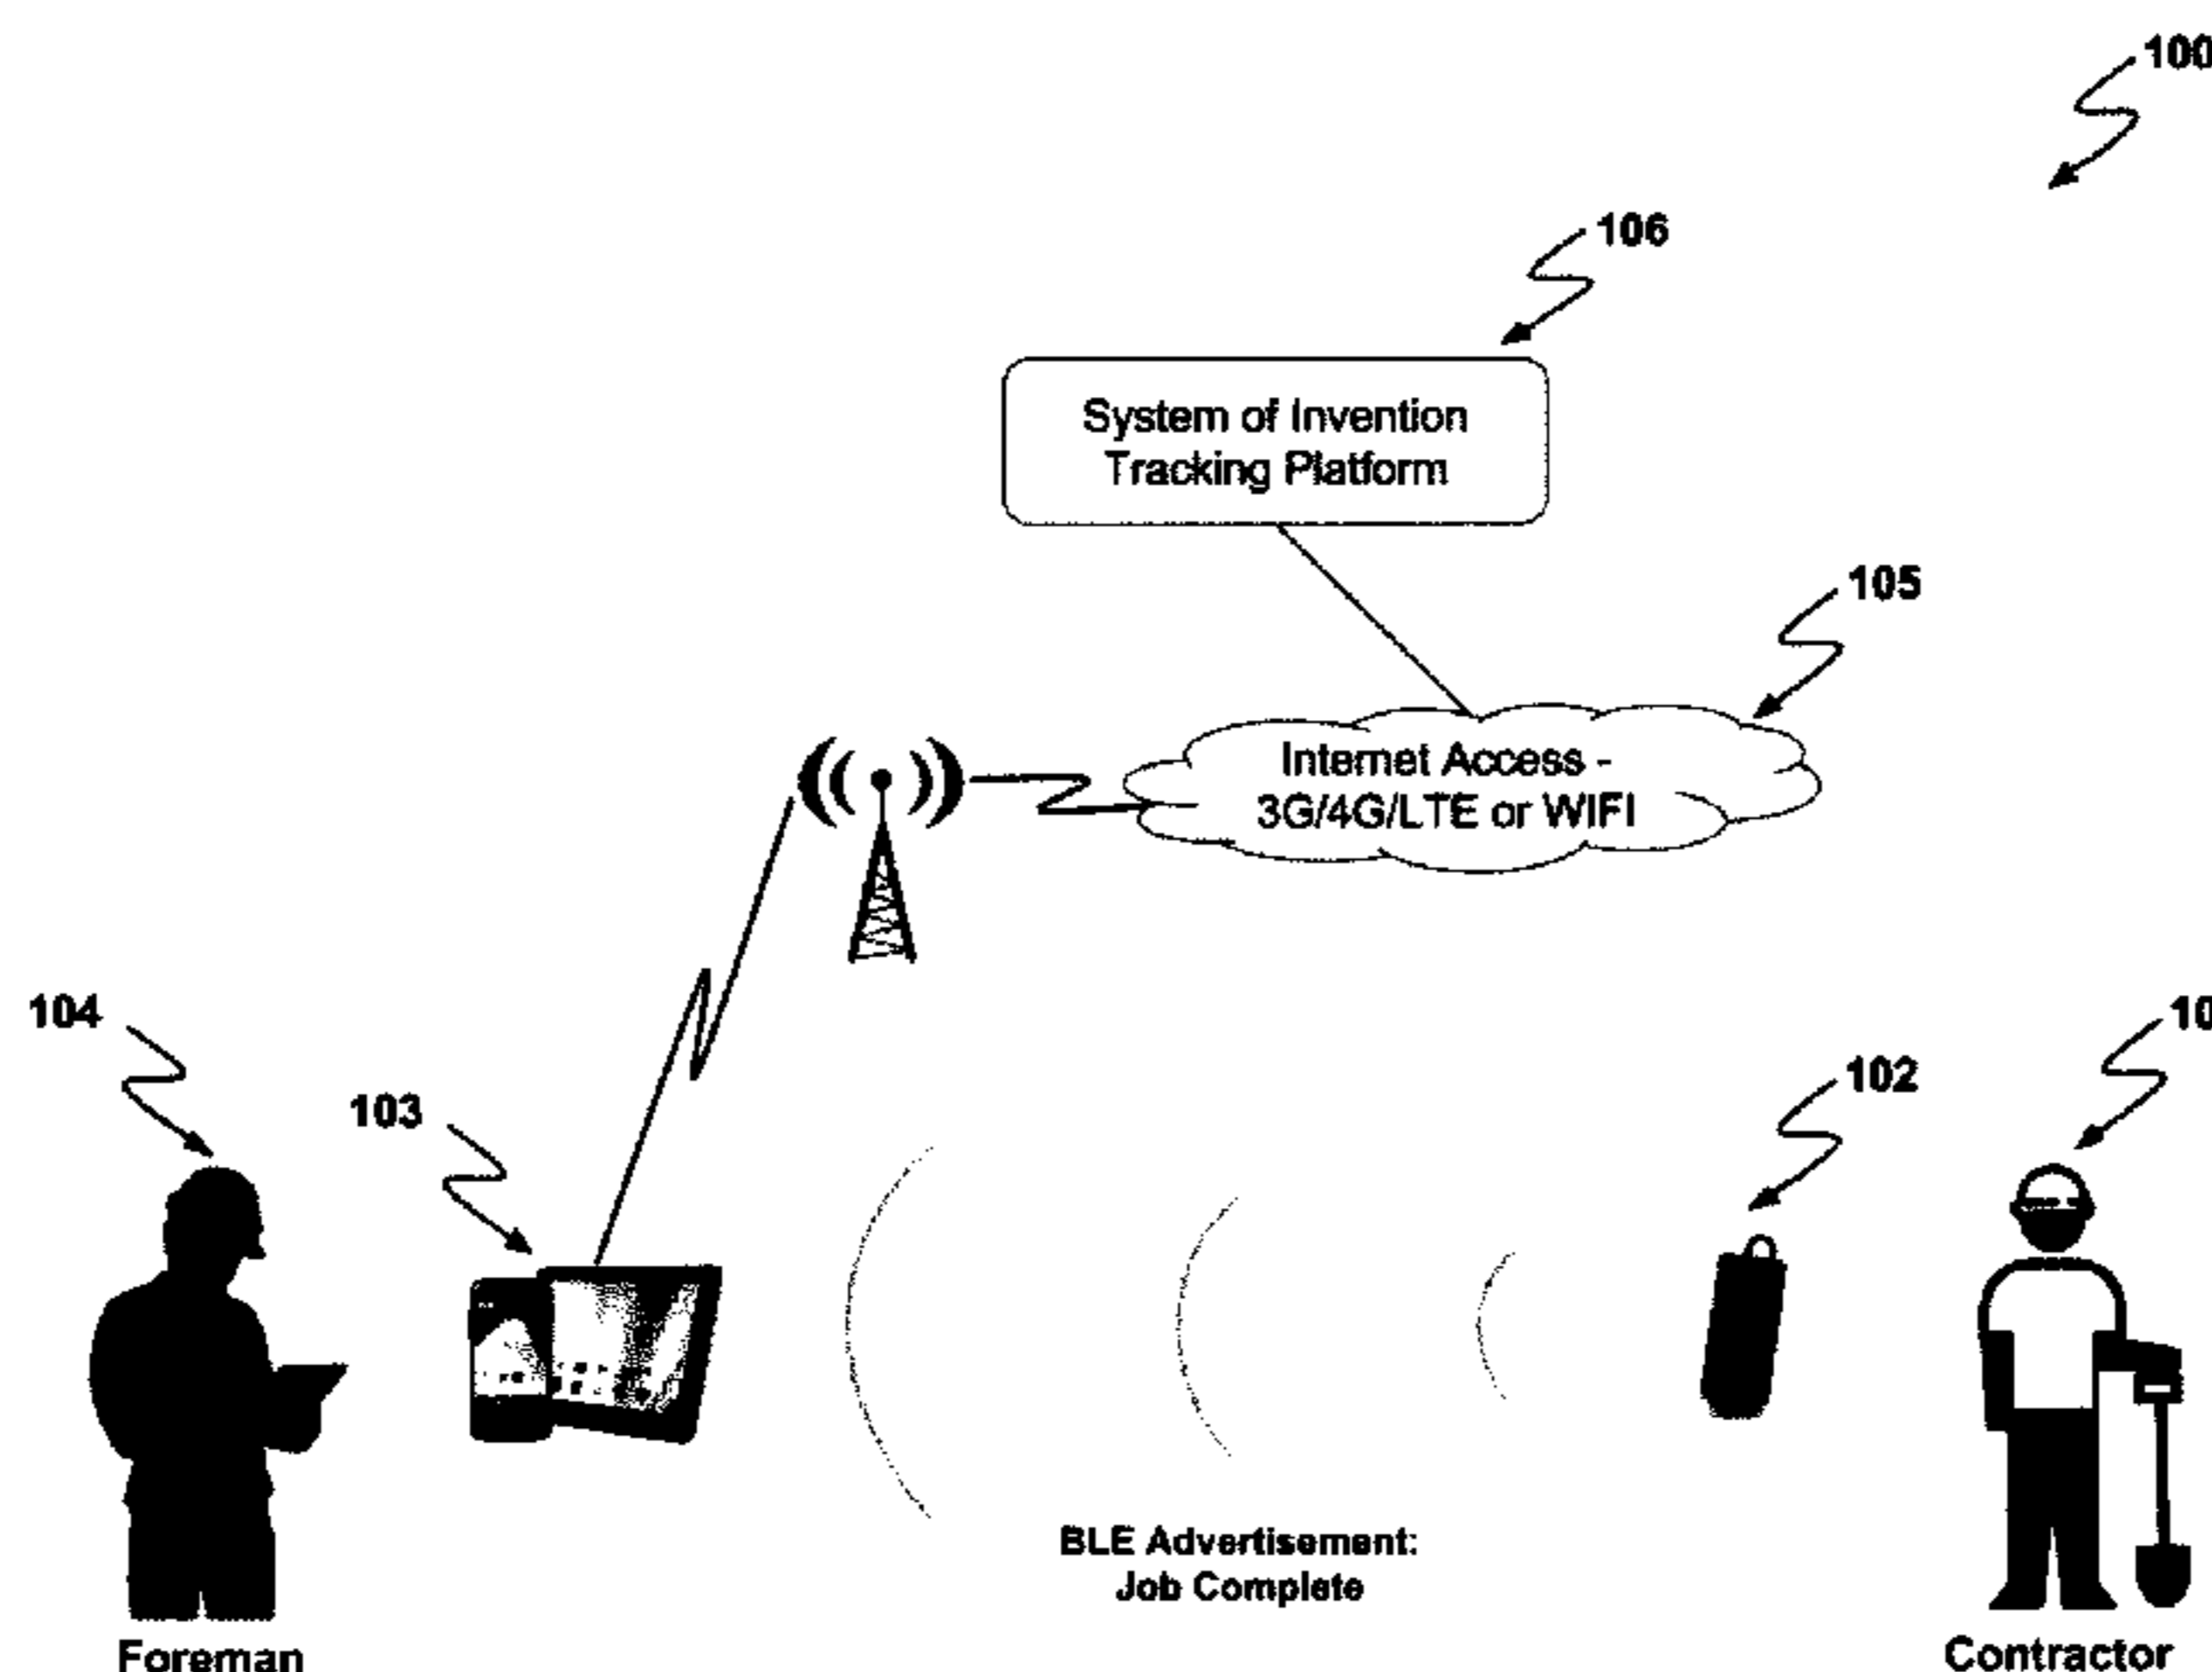 100
106
System of Invention
Tracking Platform
105
Internet Access -
3G/4G/LTE or WIFI
104
10
102
103
BLE Advertisement:
Job Complete
Foreman
Contractor